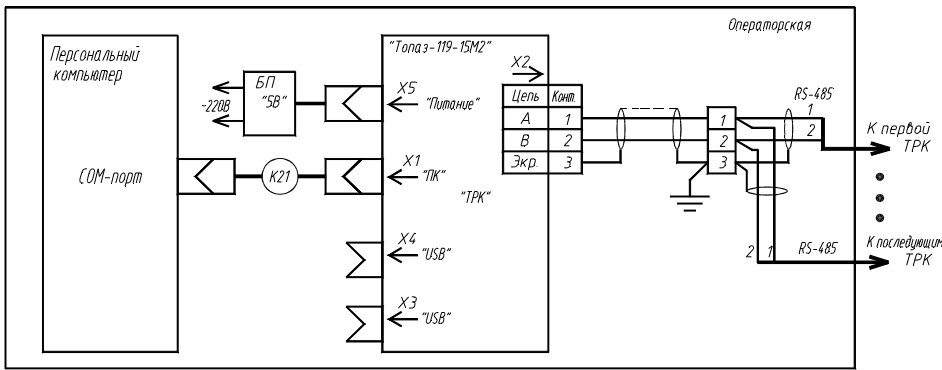 Операторская
Персональный
компьютер
СОМ-порт
~220В
БП
"5В"
К21
"Топаз-119-15М2"
Х5
"Питание"
Х1
"ПК"
"ТРК"
Х4
"USB"
Х3
"USB"
Х2
Цепь Конт.
А 1
В 2
Экр. 3
1
2
3
RS-485
1
2
К первой
ТРК
2 1
RS-485
К последующим
ТРК